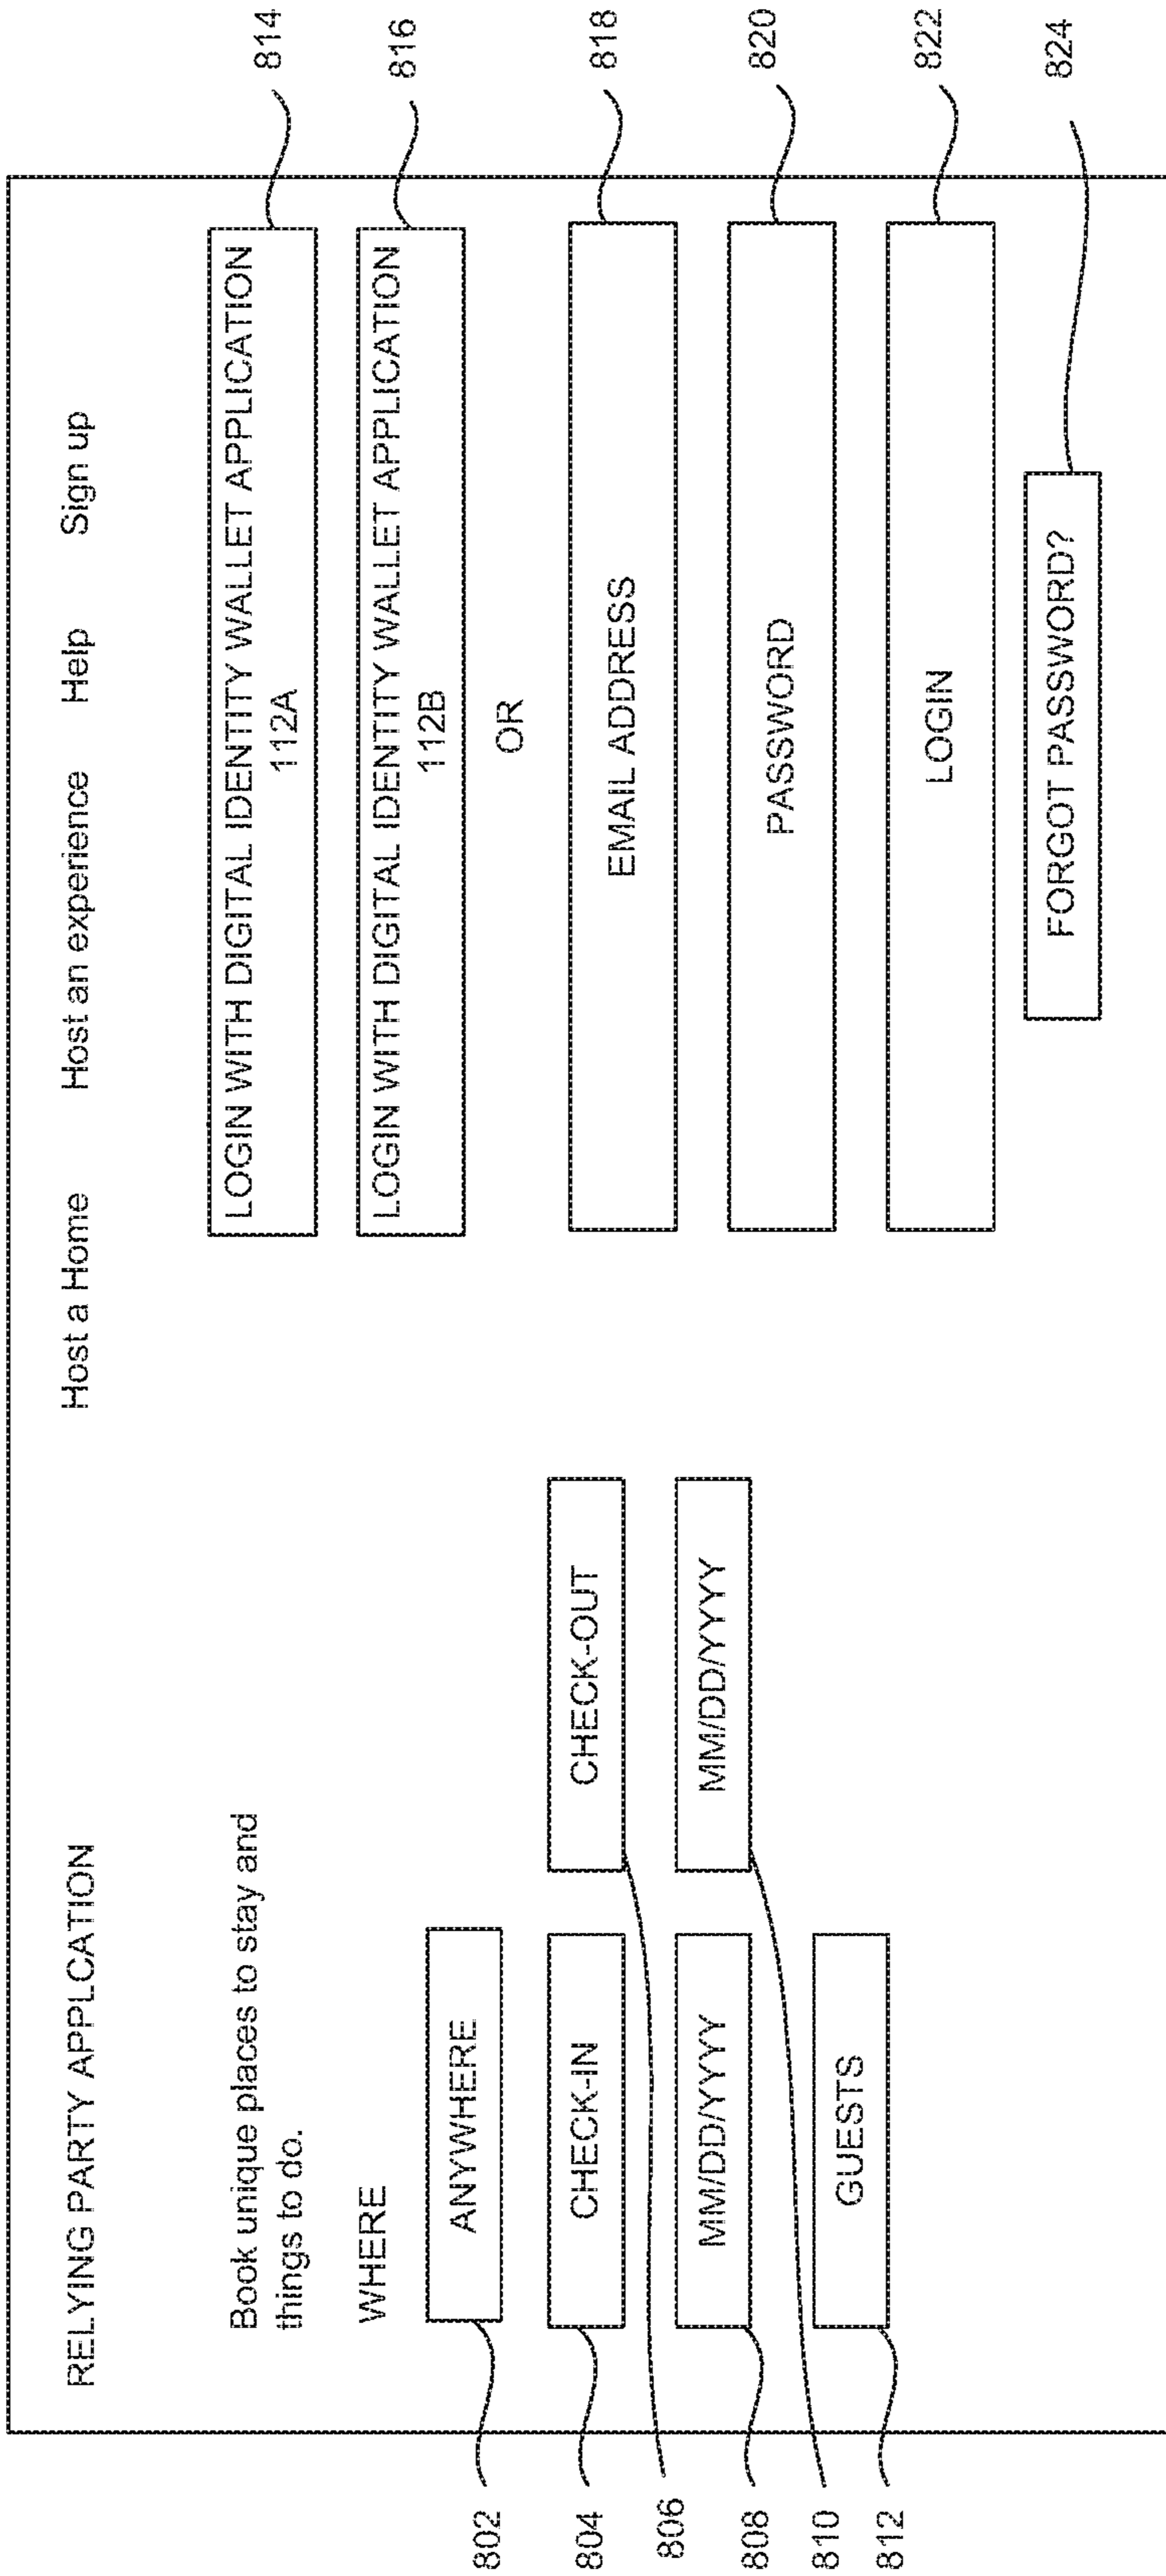 RELYING PARTY APPLCATION
Host a Home
Host an experience
Help
Sign up
Book unique places to stay and
things to do.
WHERE
ANYWHERE
CHECK-IN
CHECK-OUT
MM/DD/YYYY
MM/DD/YYYY
GUESTS
802
804
806
808
810
812
LOGIN WITH DIGITAL IDENTITY WALLET APPLICATION
112A
LOGIN WITH DIGITAL IDENTITY WALLET APPLICATION
112B
OR
EMAIL ADDRESS
PASSWORD
LOGIN
FORGOT PASSWORD?
814
816
818
820
822
824